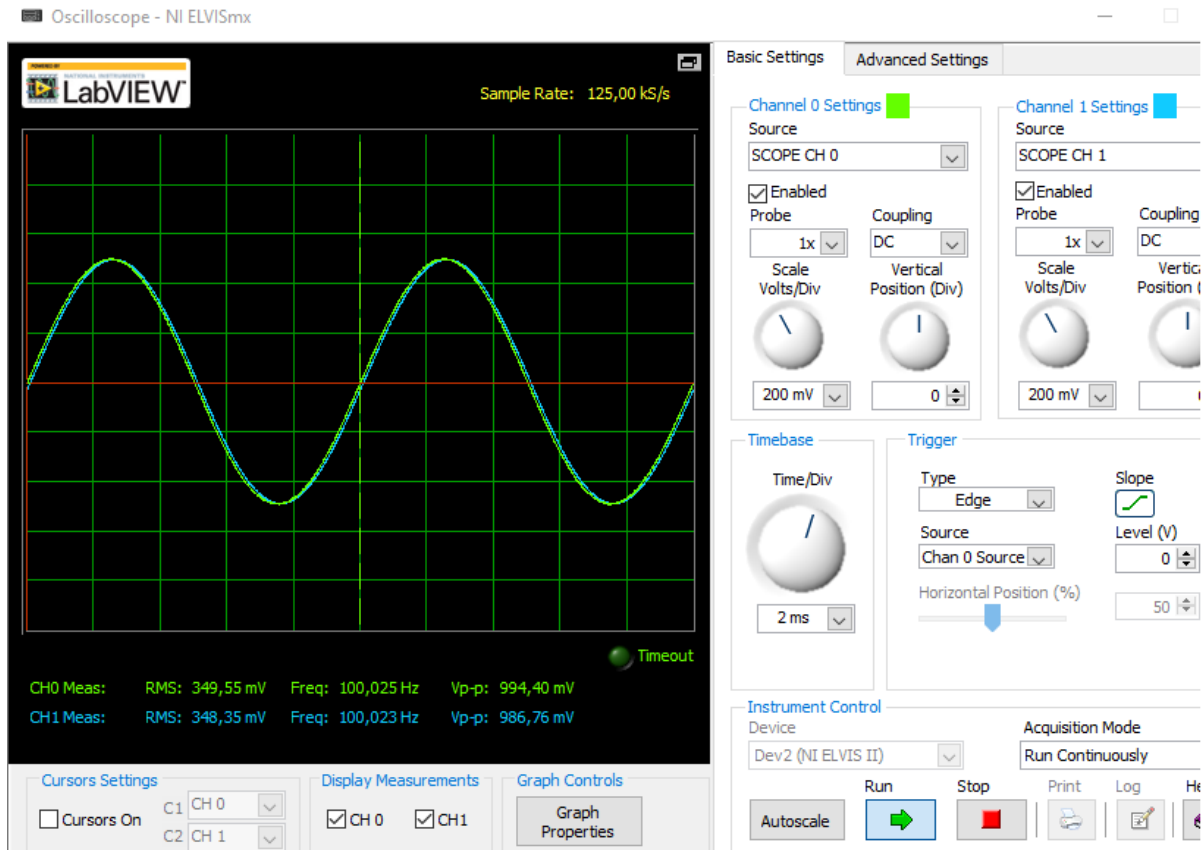 Oscilloscope - NI ELVISmx
POWERED BY
NATIONAL INSTRUMENTS
LabVIEW™
Sample Rate: 125,00 kS/s
Timeout
CH0 Meas: RMS: 349,55 mV Freq: 100,025 Hz Vp-p: 994,40 mV
CH1 Meas: RMS: 348,35 mV Freq: 100,023 Hz Vp-p: 986,76 mV
Cursors Settings
Cursors On
C1 CH 0
C2 CH 1
Display Measurements
CH 0 CH1
Graph Controls
Graph
Properties
Basic Settings Advanced Settings
Channel 0 Settings
Source
SCOPE CH 0
Enabled
Probe Coupling
1x DC
Scale Vertical
Volts/Div Position (Div)
200 mV 0
Channel 1 Settings
Source
SCOPE CH 1
Enabled
Probe Coupling
1x DC
Scale Vertic
Volts/Div Position (
200 mV
Timebase
Time/Div
2 ms
Trigger
Type Slope
Edge
Source Level (V)
Chan 0 Source 0
Horizontal Position (%)
50
Instrument Control
Device Acquisition Mode
Dev2 (NI ELVIS II) Run Continuously
Run Stop Print Log He
Autoscale